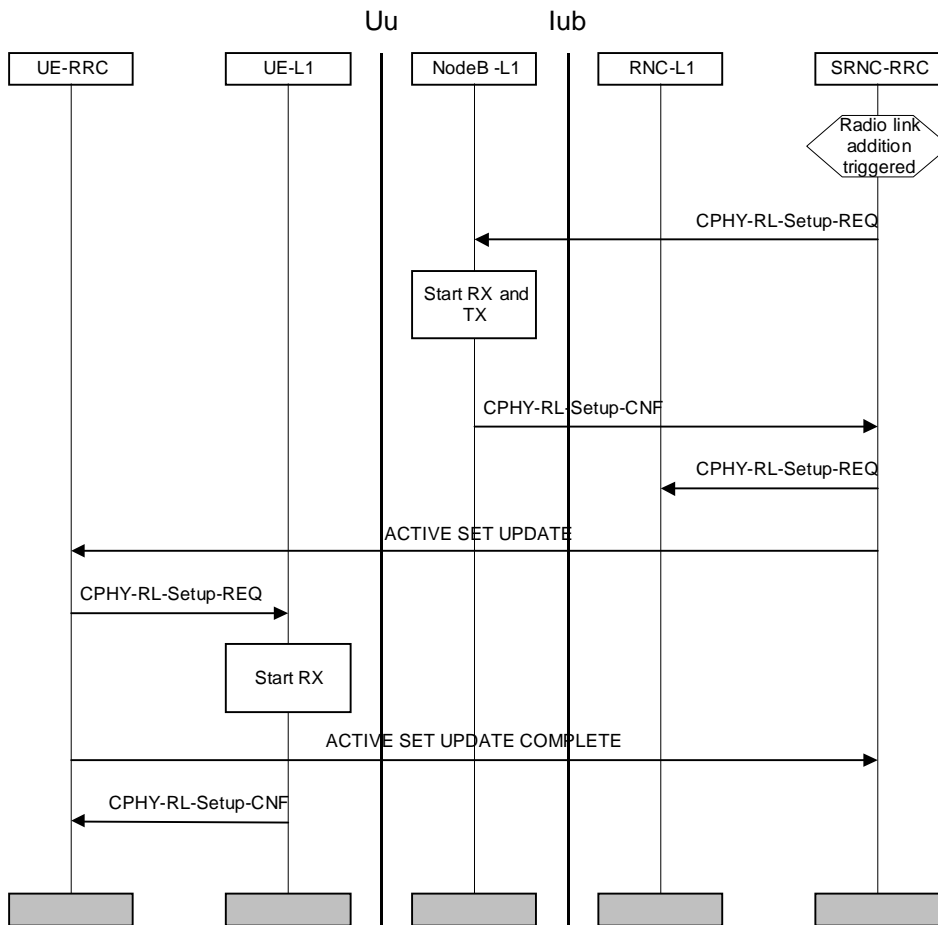 Uu
Iub
UE-RRC
UE-L1
NodeB -L1
RNC-L1
SRNC-RRC
Radio link
addition
triggered
CPHY-RL-Setup-REQ
Start RX and
TX
CPHY-RL-Setup-CNF
CPHY-RL-Setup-REQ
ACTIVE SET UPDATE
CPHY-RL-Setup-REQ
Start RX
ACTIVE SET UPDATE COMPLETE
CPHY-RL-Setup-CNF